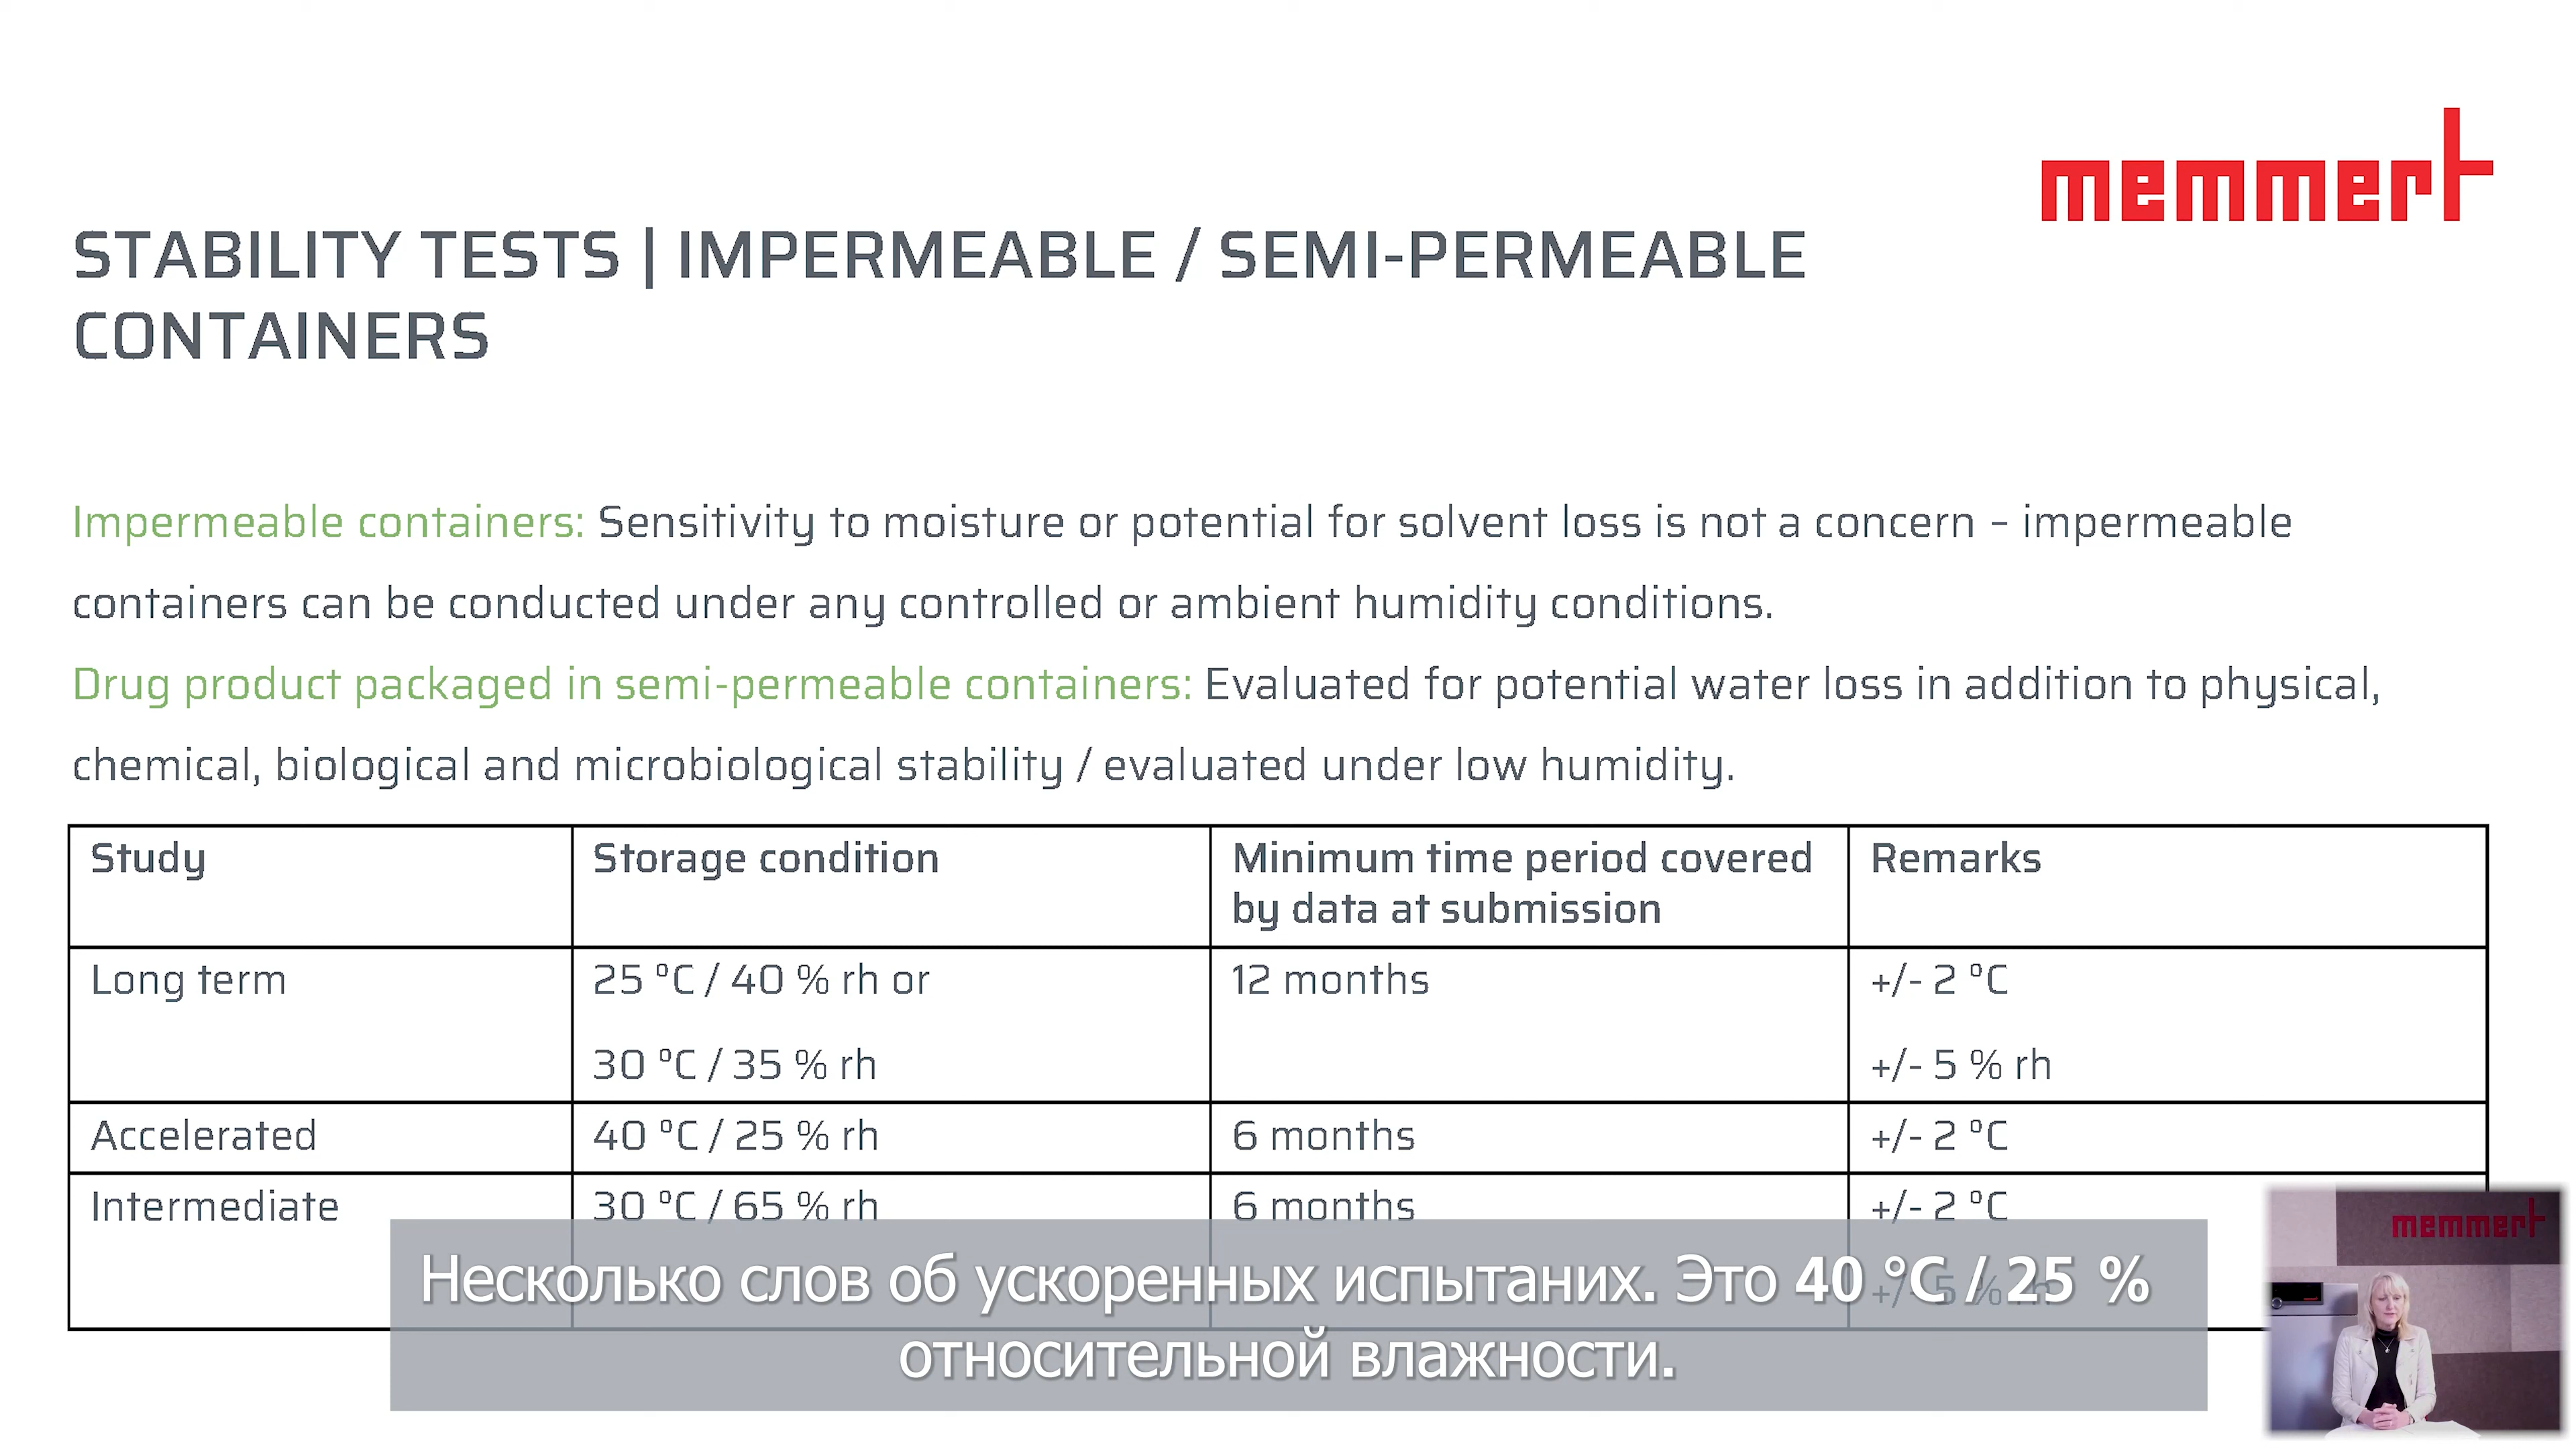 memmert
STABILITY TESTS | IMPERMEABLE / SEMI-PERMEABLE
CONTAINERS
Impermeable containers: Sensitivity to moisture or potential for solvent loss is not a concern – impermeable
containers can be conducted under any controlled or ambient humidity conditions.
Drug product packaged in semi-permeable containers: Evaluated for potential water loss in addition to physical,
chemical, biological and microbiological stability / evaluated under low humidity.
Study
Storage condition
Minimum time period covered
by data at submission
Remarks
Long term
25 °C / 40 % rh or
30 °C / 35 % rh
12 months
+/- 2 °C
+/- 5 % rh
Accelerated
40 °C / 25 % rh
6 months
+/- 2 °C
Intermediate
30 °C / 65 % rh
6 months
+/- 2 °C
+/- 5 % rh
memmert
Несколько слов об ускоренных испытаних. Это 40 °C / 25 %
относительной влажности.